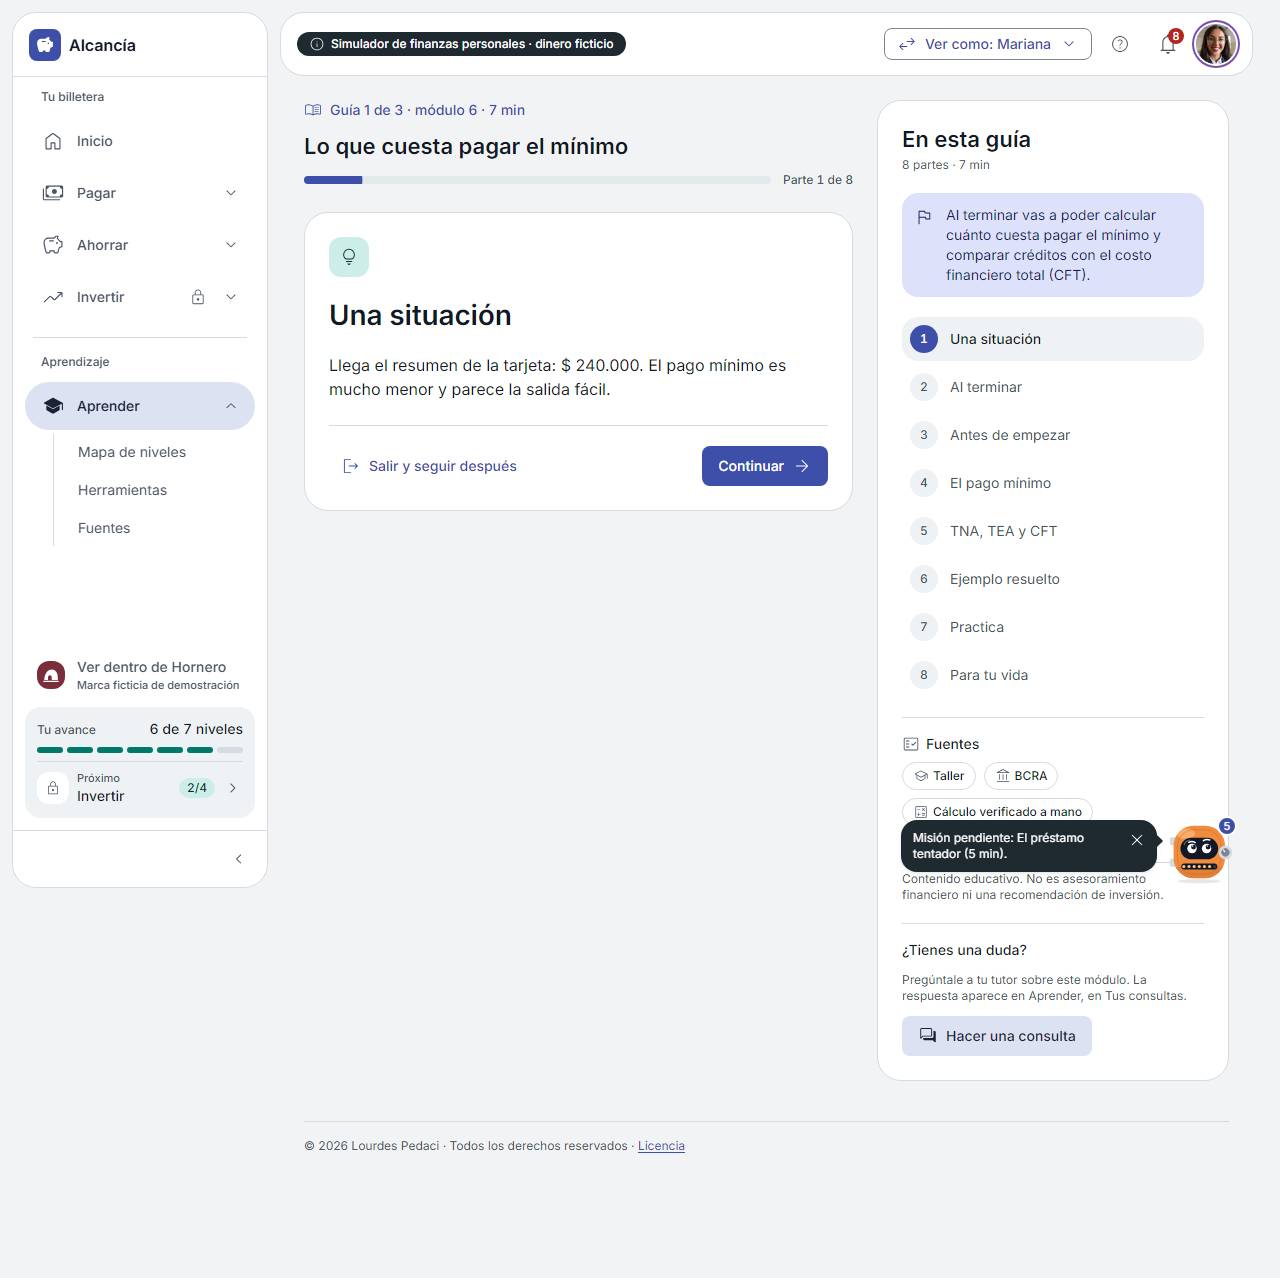 Alcancía
Tu billetera
Inicio
Pagar
Ahorrar
Invertir
Aprendizaje
Aprender
Mapa de niveles
Herramientas
Fuentes
Ver dentro de Hornero
Marca ficticia de demostración
Tu avance
6 de 7 niveles
Próximo
Invertir
2/4
Simulador de finanzas personales · dinero ficticio
Ver como: Mariana
8
Guía 1 de 3 · módulo 6 · 7 min
Lo que cuesta pagar el mínimo
Parte 1 de 8
Una situación
Llega el resumen de la tarjeta: $ 240.000. El pago mínimo es
mucho menor y parece la salida fácil.
Salir y seguir después
Continuar
En esta guía
8 partes · 7 min
Al terminar vas a poder calcular
cuánto cuesta pagar el mínimo y
comparar créditos con el costo
financiero total (CFT).
1 Una situación
2 Al terminar
3 Antes de empezar
4 El pago mínimo
5 TNA, TEA y CFT
6 Ejemplo resuelto
7 Practica
8 Para tu vida
Fuentes
Taller
BCRA
Cálculo verificado a mano
Misión pendiente: El préstamo
tentador (5 min).
5
Contenido educativo. No es asesoramiento
financiero ni una recomendación de inversión.
¿Tienes una duda?
Pregúntale a tu tutor sobre este módulo. La
respuesta aparece en Aprender, en Tus consultas.
Hacer una consulta
© 2026 Lourdes Pedaci · Todos los derechos reservados · Licencia